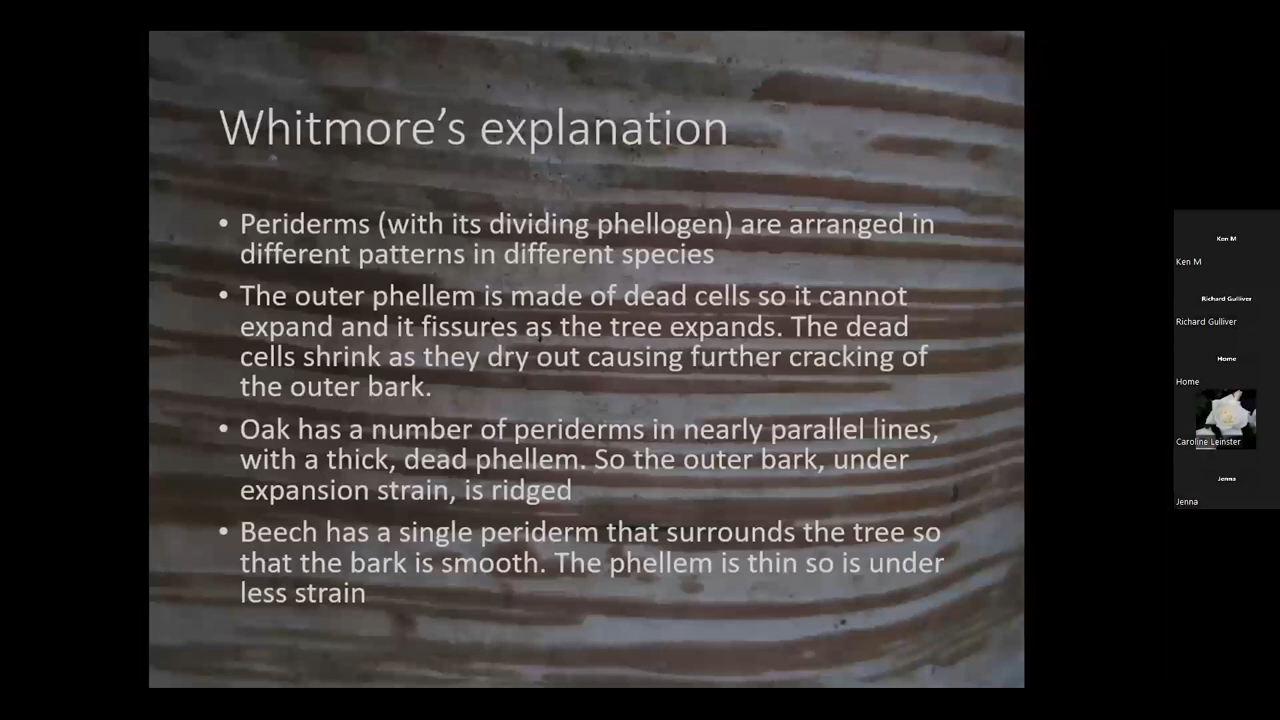 Whitmore's explanation
• Periderms (with its dividing phellogen) are arranged in
different patterns in different species
• The outer phellem is made of dead cells so it cannot
expand and it fissures as the tree expands. The dead
cells shrink as they dry out causing further cracking of
the outer bark.
• Oak has a number of periderms in nearly parallel lines,
with a thick, dead phellem. So the outer bark, under
expansion strain, is ridged
• Beech has a single periderm that surrounds the tree so
that the bark is smooth. The phellem is thin so is under
less strain
Ken M
Ken M
Richard Gulliver
Richard Gulliver
Home
Home
Caroline Leinster
Jenna
Jenna